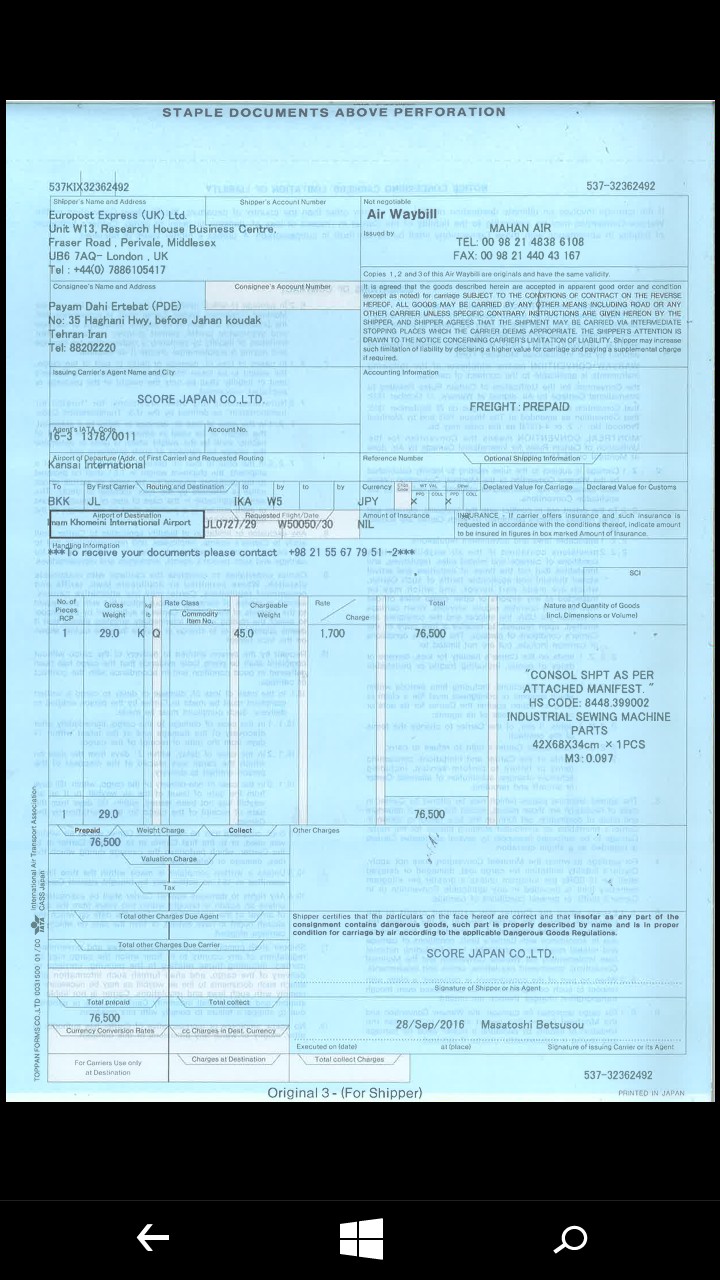 STAPLE DOCUMENTS ABOVE PERFORATION
537KIX32362492
537-32362492
Shipper's Name and Address
Shipper's Account Number
Europost Express (UK) Ltd.
Unit W13, Research House Business Centre,
Fraser Road , Perivale, Middlesex
UB6 7AQ- London , UK
Tel : +44(0) 7886105417
Not negotiable
Air Waybill
Issued by
MAHAN AIR
TEL: 00 98 21 4838 6108
FAX: 00 98 21 440 43 167
Copies 1, 2 and 3 of this Air Waybill are originals and have the same validity.
Consignee's Name and Address
Consignee's Account Number
Payam Dahi Ertebat (PDE)
No: 35 Haghani Hwy, before Jahan koudak
Tehran Iran
Tel: 88202220
It is agreed that the goods described herein are accepted in apparent good order and condition
(except as noted) for carriage SUBJECT TO THE CONDITIONS OF CONTRACT ON THE REVERSE
HEREOF. ALL GOODS MAY BE CARRIED BY ANY OTHER MEANS INCLUDING ROAD OR ANY
OTHER CARRIER UNLESS SPECIFIC CONTRARY INSTRUCTIONS ARE GIVEN HEREON BY THE
SHIPPER, AND SHIPPER AGREES THAT THE SHIPMENT MAY BE CARRIED VIA INTERMEDIATE
STOPPING PLACES WHICH THE CARRIER DEEMS APPROPRIATE. THE SHIPPER'S ATTENTION IS
DRAWN TO THE NOTICE CONCERNING CARRIER'S LIMITATION OF LIABILITY. Shipper may increase
such limitation of liability by declaring a higher value for carriage and paying a supplemental charge
if required.
Issuing Carrier's Agent Name and City
SCORE JAPAN CO.,LTD.
Accounting Information
FREIGHT : PREPAID
Agent's IATA Code
16-3 1378/0011
Account No.
Airport of Departure (Addr. of First Carrier) and Requested Routing
Kansai International
Reference Number
Optional Shipping Information
To
By First Carrier
Routing and Destination
to
by
to
by
BKK
JL
IKA
W5
Currency
CHGS Code
WT VAL
Other
PPD
COLL
PPD
COLL
Declared Value for Carriage
Declared Value for Customs
JPY
×
×
Airport of Destination
Imam Khomeini International Airport
Requested Flight/Date
JL0727/29
W50050/30
Amount of Insurance
NIL
INSURANCE - If carrier offers insurance and such insurance is
requested in accordance with the conditions thereof, indicate amount
to be insured in figures in box marked Amount of Insurance.
Handling Information
***To receive your documents please contact +98 21 55 67 79 51 -2***
SCI
No. of Pieces RCP
Gross Weight
kg lb
Rate Class
Commodity Item No.
Chargeable Weight
Rate
Charge
Total
Nature and Quantity of Goods
(incl. Dimensions or Volume)
1
29.0
K
Q
45.0
1,700
76,500
"CONSOL SHPT AS PER
ATTACHED MANIFEST. "
HS CODE: 8448.399002
INDUSTRIAL SEWING MACHINE
PARTS
42X68X34cm × 1PCS
M3:0.097
1
29.0
76,500
Prepaid
Weight Charge
Collect
76,500
Other Charges
Valuation Charge
Tax
Total other Charges Due Agent
Total other Charges Due Carrier
Shipper certifies that the particulars on the face hereof are correct and that insofar as any part of the
consignment contains dangerous goods, such part is properly described by name and is in proper
condition for carriage by air according to the applicable Dangerous Goods Regulations.
SCORE JAPAN CO.,LTD.
Signature of Shipper or his Agent
Total prepaid
Total collect
76,500
Currency Conversion Rates
cc Charges in Dest. Currency
28/Sep/2016
Masatoshi Betsusou
Executed on (date)
at (place)
Signature of Issuing Carrier or its Agent
For Carriers Use only
at Destination
Charges at Destination
Total collect Charges
537-32362492
Original 3 - (For Shipper)
PRINTED IN JAPAN
International Air Transport Association
IATA
CASS Japan
TOPPAN FORMS CO.,LTD 0031500 01/00